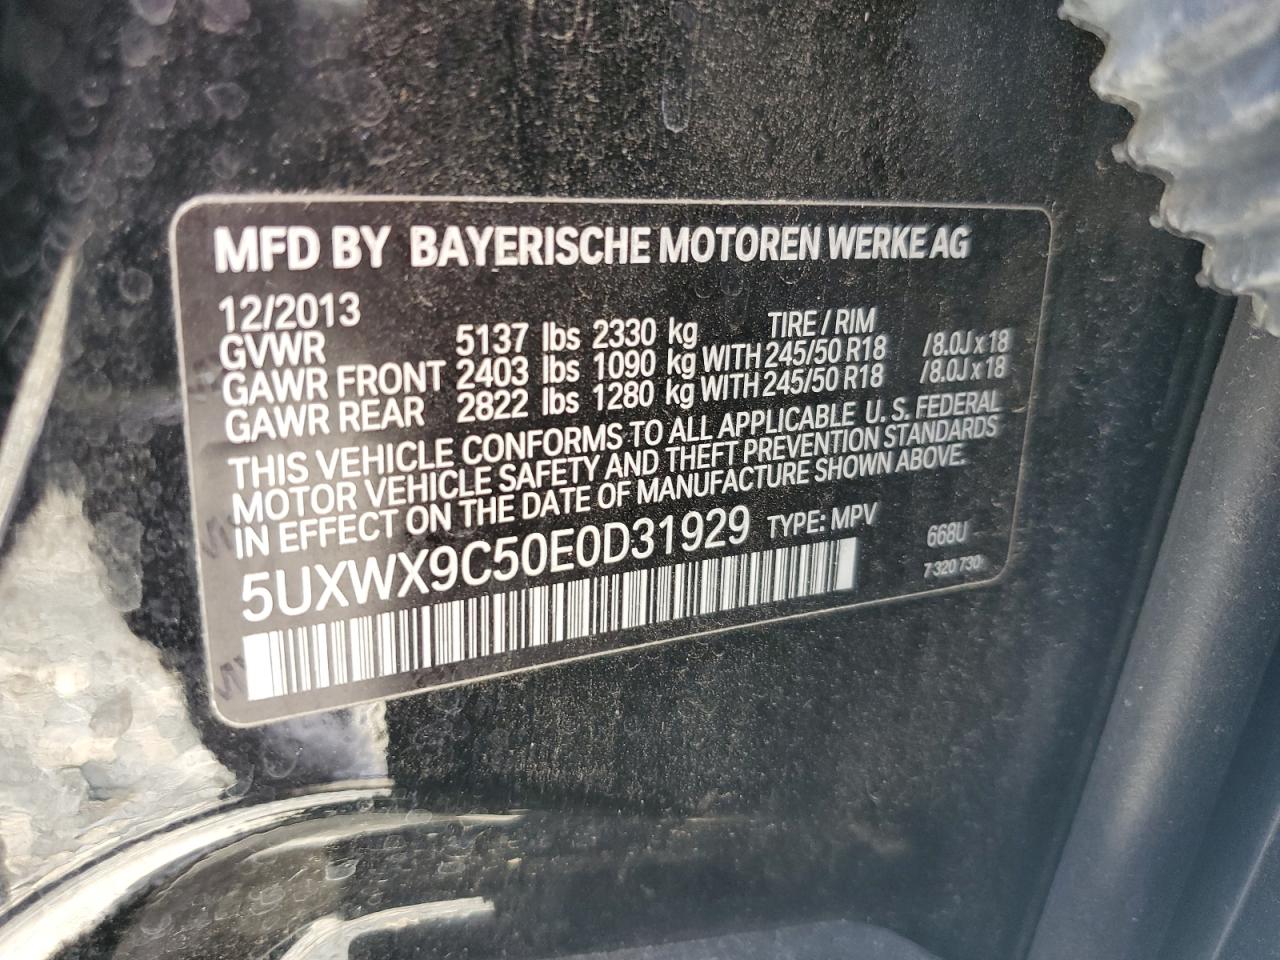 MFD BY BAYERISCHE MOTOREN WERKE AG
12/2013
GVWR 5137 lbs 2330 kg TIRE / RIM
GAWR FRONT 2403 lbs 1090 kg WITH 245/50 R18 /8.0J x 18
GAWR REAR 2822 lbs 1280 kg WITH 245/50 R18 /8.0J x 18
THIS VEHICLE CONFORMS TO ALL APPLICABLE U. S. FEDERAL
MOTOR VEHICLE SAFETY AND THEFT PREVENTION STANDARDS
IN EFFECT ON THE DATE OF MANUFACTURE SHOWN ABOVE.
5UXWX9C50E0D31929 TYPE: MPV 668U
7 320 730